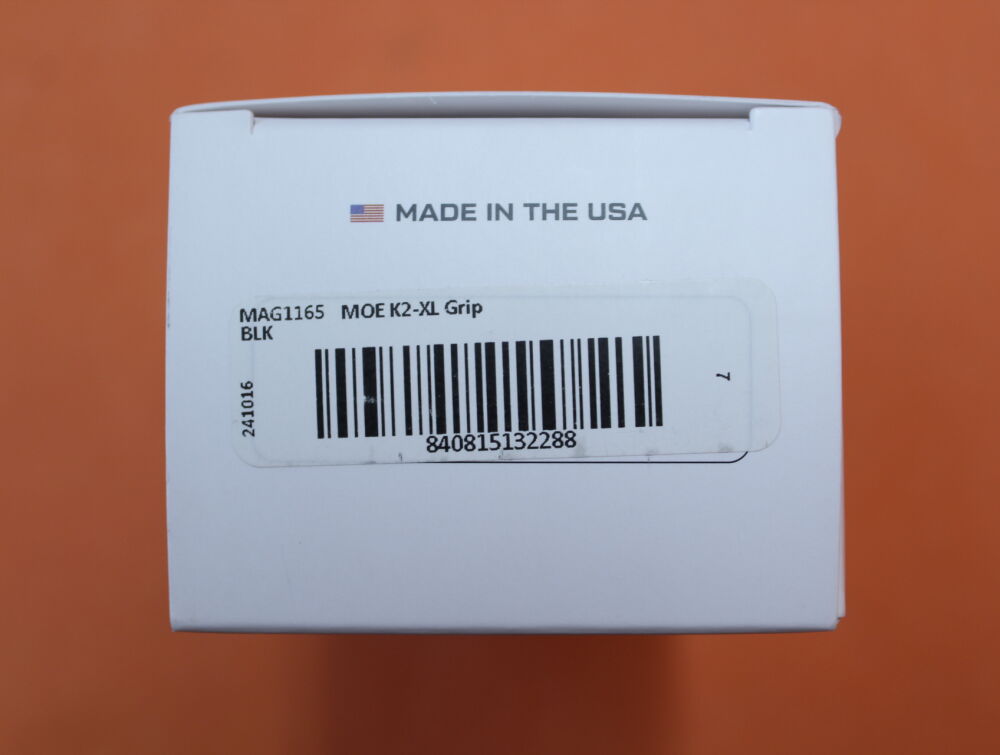 MADE IN THE USA
MAG1165 MOE K2-XL Grip
BLK
241016
7
840815132288